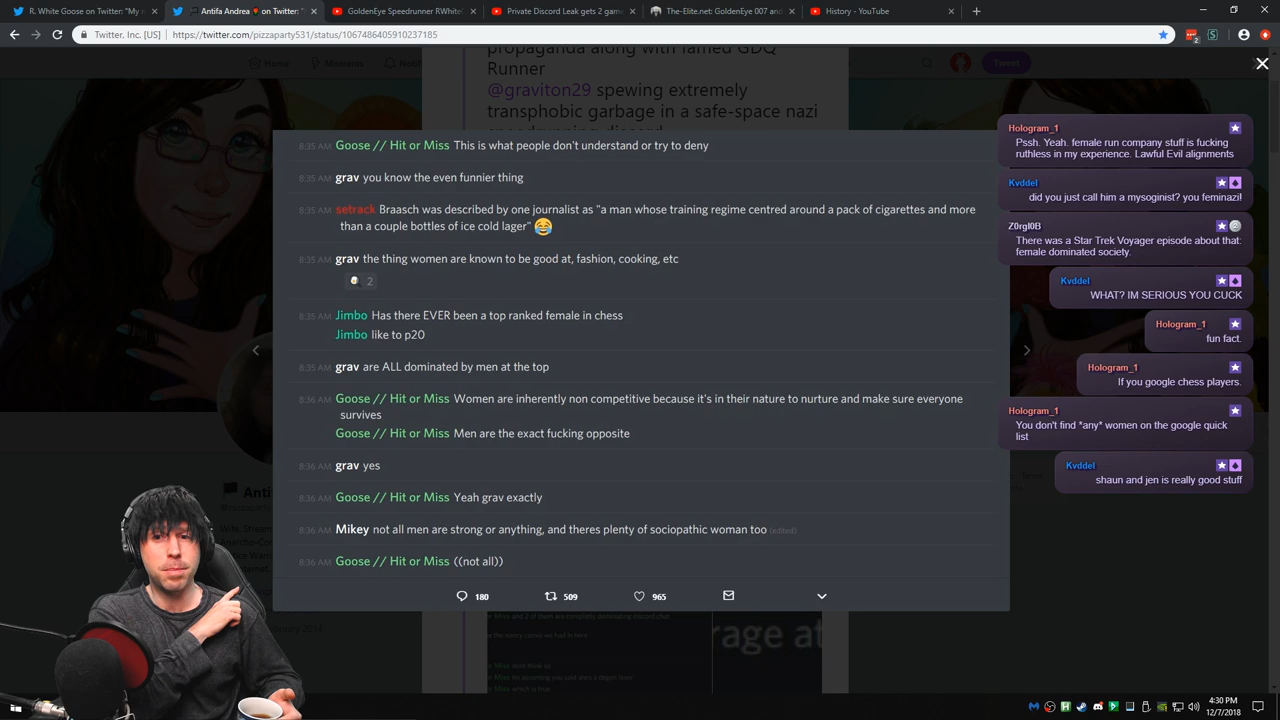 R. White Goose on Twitter: "My n
Antifa Andrea
on Twitter: "
GoldenEye Speedrunner RWhiteG
Private Discord Leak gets 2 game
The-Elite.net: GoldenEye 007 and
History - YouTube
Twitter, Inc. [US]
https://twitter.com/pizzaparty531/status/1067486405910237185
Home
Moments
Tweet
propaganda along with famed GDQ
Runner
@graviton29 spewing extremely
transphobic garbage in a safe-space nazi
speedrunning discord
8:35 AM Goose // Hit or Miss This is what people don't understand or try to deny
8:35 AM grav you know the even funnier thing
8:35 AM setrack Braasch was described by one journalist as "a man whose training regime centred around a pack of cigarettes and more
than a couple bottles of ice cold lager" 😂
8:35 AM grav the thing women are known to be good at, fashion, cooking, etc
2
8:35 AM Jimbo Has there EVER been a top ranked female in chess
Jimbo like to p20
8:35 AM grav are ALL dominated by men at the top
8:36 AM Goose // Hit or Miss Women are inherently non competitive because it's in their nature to nurture and make sure everyone
survives
Goose // Hit or Miss Men are the exact fucking opposite
8:36 AM grav yes
8:36 AM Goose // Hit or Miss Yeah grav exactly
8:36 AM Mikey not all men are strong or anything, and theres plenty of sociopathic woman too (edited)
8:36 AM Goose // Hit or Miss ((not all))
180
509
965
Hologram_1
Pssh. Yeah. female run company stuff is fucking
ruthless in my experience. Lawful Evil alignments
Kvddel
did you just call him a mysoginist? you feminazi!
Z0rgl0B
There was a Star Trek Voyager episode about that:
female dominated society.
Kvddel
WHAT? IM SERIOUS YOU CUCK
Hologram_1
fun fact.
Hologram_1
If you google chess players.
Hologram_1
You don't find *any* women on the google quick
list
Kvddel
shaun and jen is really good stuff
4:30 PM
12/7/2018